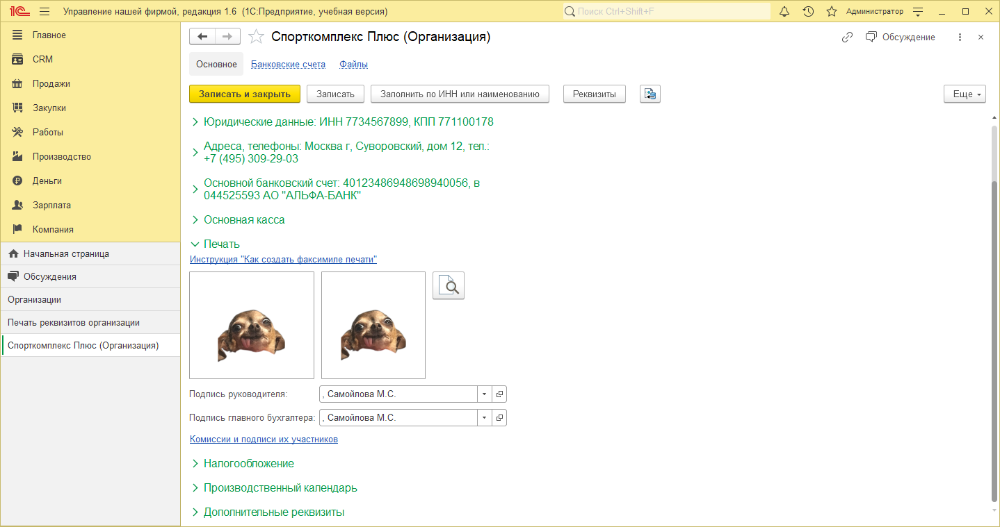 1С Управление нашей фирмой, редакция 1.6 (1С:Предприятие, учебная версия) Поиск Ctrl+Shift+F Администратор
Главное
CRM
Продажи
Закупки
Работы
Производство
Деньги
Зарплата
Компания
Начальная страница
Обсуждения
Организации
Печать реквизитов организации
Спорткомплекс Плюс (Организация)
Спорткомплекс Плюс (Организация) Обсуждение
Основное Банковские счета Файлы
Записать и закрыть Записать Заполнить по ИНН или наименованию Реквизиты Еще
Юридические данные: ИНН 7734567899, КПП 771100178
Адреса, телефоны: Москва г, Суворовский, дом 12, тел.:
+7 (495) 309-29-03
Основной банковский счет: 40123486948698940056, в
044525593 АО "АЛЬФА-БАНК"
Основная касса
Печать
Инструкция "Как создать факсимиле печати"
Подпись руководителя: , Самойлова М.С.
Подпись главного бухгалтера: , Самойлова М.С.
Комиссии и подписи их участников
Налогообложение
Производственный календарь
Дополнительные реквизиты